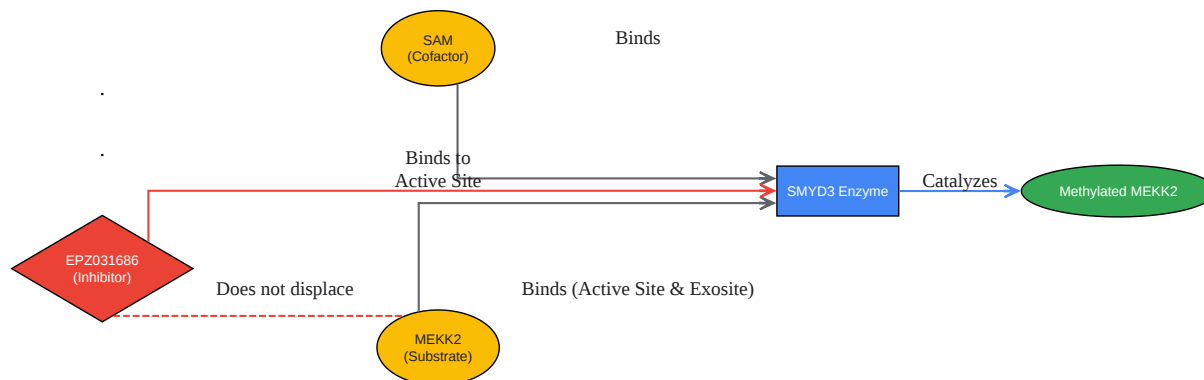 SAM
(Cofactor)
Binds
Binds to
Active Site
SMYD3 Enzyme
Catalyzes
Methylated MEKK2
EPZ031686
(Inhibitor)
Does not displace
Binds (Active Site & Exosite)
MEKK2
(Substrate)